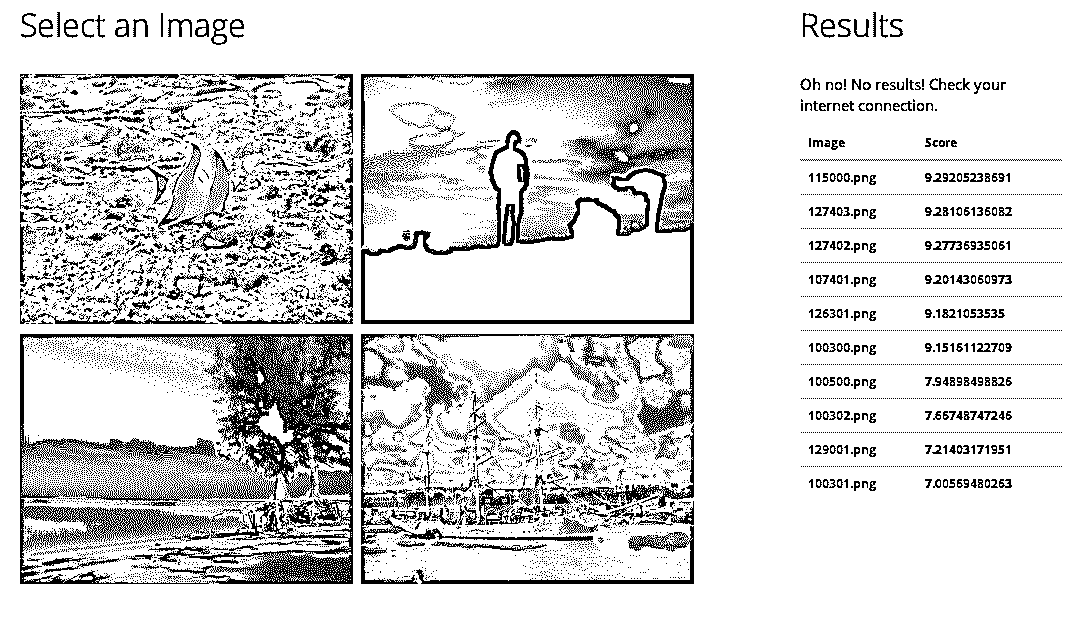 Select an Image
Results
Oh no! No results! Check your
internet connection.
Image Score
115000.png 9.29205238691
127403.png 9.28106136082
127402.png 9.27736935061
107401.png 9.20143060973
126301.png 9.1821053535
100300.png 9.15161122709
100500.png 7.94898498826
100302.png 7.66748747246
129001.png 7.21403171951
100301.png 7.00569480263